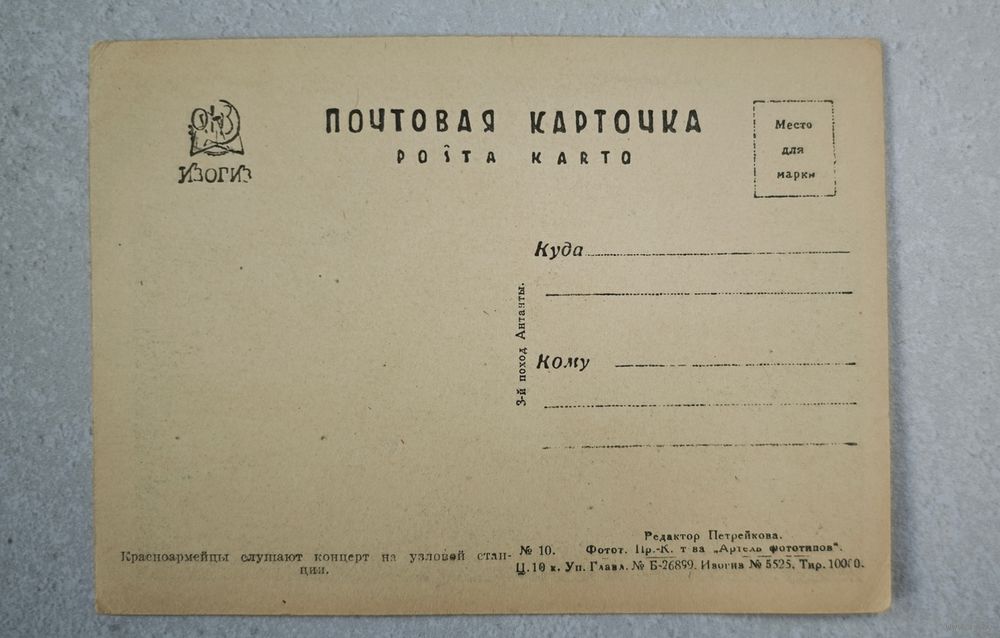 ИЗОГИЗ
ПОЧТОВАЯ КАРТОЧКА
POŜTA KARTO
Место
для
марки
Куда
3-й поход Антанты.
Кому
Красноармейцы слушают концерт на узловой стан-
ции.
Редактор Петрейкова.
№ 10. Фотот. Пр.-К. т ва „Артель фототипов“.
Ц. 10 к. Уп. Главл. № Б-26899. Изогиз № 5525. Тир. 10000.